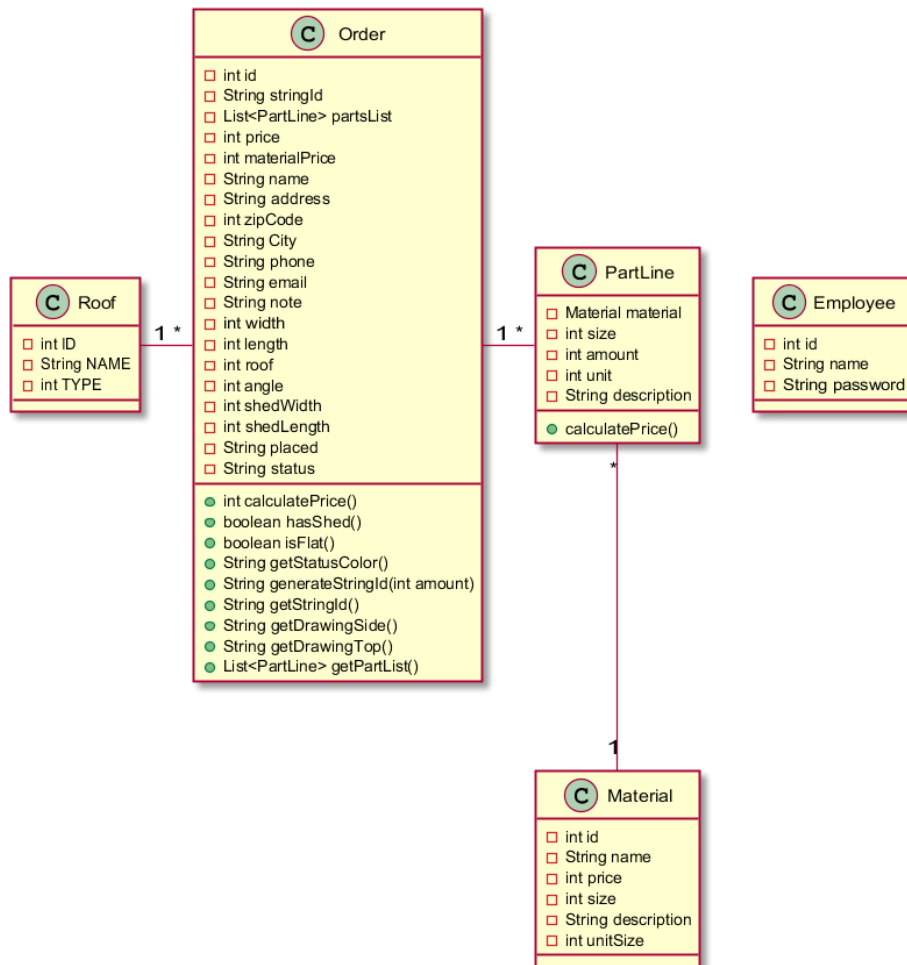 C Order
int id
String stringId
List<PartLine> partsList
int price
int materialPrice
String name
String address
int zipCode
String City
String phone
String email
String note
int width
int length
int roof
int angle
int shedWidth
int shedLength
String placed
String status
int calculatePrice()
boolean hasShed()
boolean isFlat()
String getStatusColor()
String generateStringId(int amount)
String getStringId()
String getDrawingSide()
String getDrawingTop()
List<PartLine> getPartList()
C Roof
int ID
String NAME
int TYPE
1 *
1 *
C PartLine
Material material
int size
int amount
int unit
String description
calculatePrice()
C Employee
int id
String name
String password
*
1
C Material
int id
String name
int price
int size
String description
int unitSize